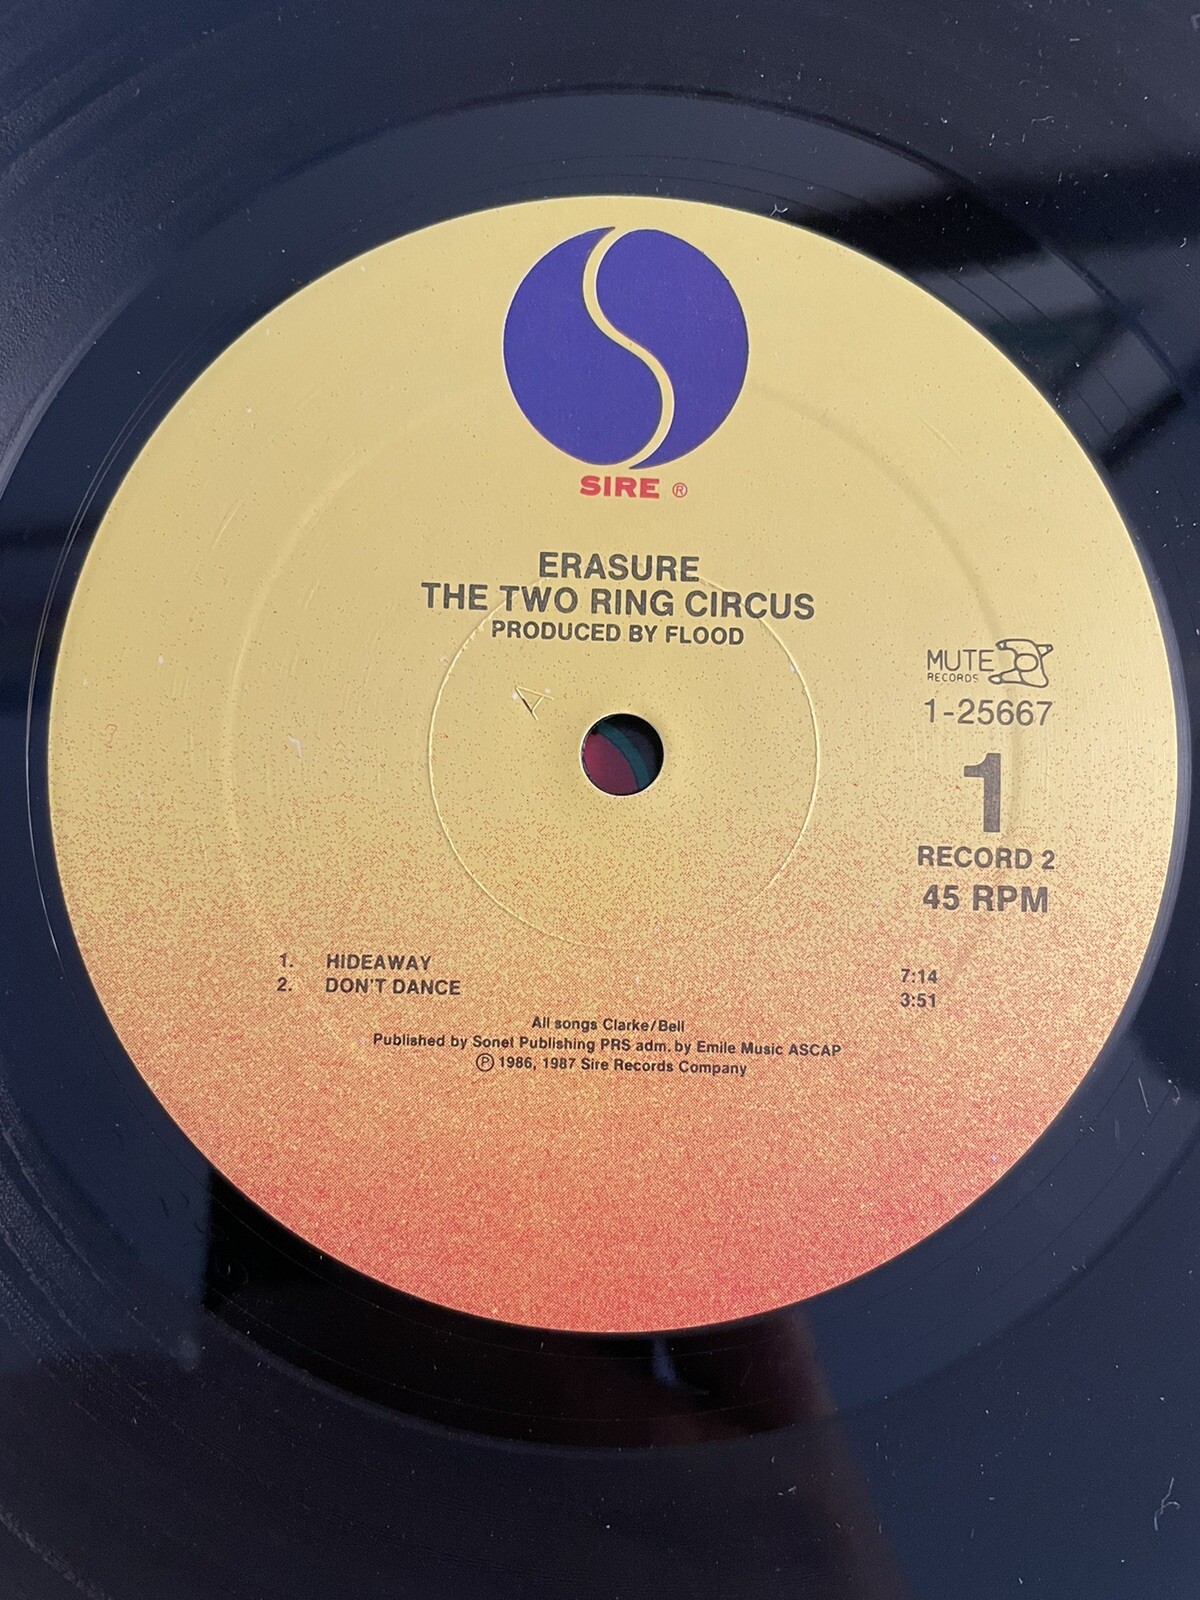 SIRE ®
ERASURE
THE TWO RING CIRCUS
PRODUCED BY FLOOD
MUTE
RECORDS
1-25667
A
1
RECORD 2
45 RPM
1. HIDEAWAY 7:14
2. DON'T DANCE 3:51
All songs Clarke/Bell
Published by Sonet Publishing PRS adm. by Emile Music ASCAP
Ⓟ 1986, 1987 Sire Records Company